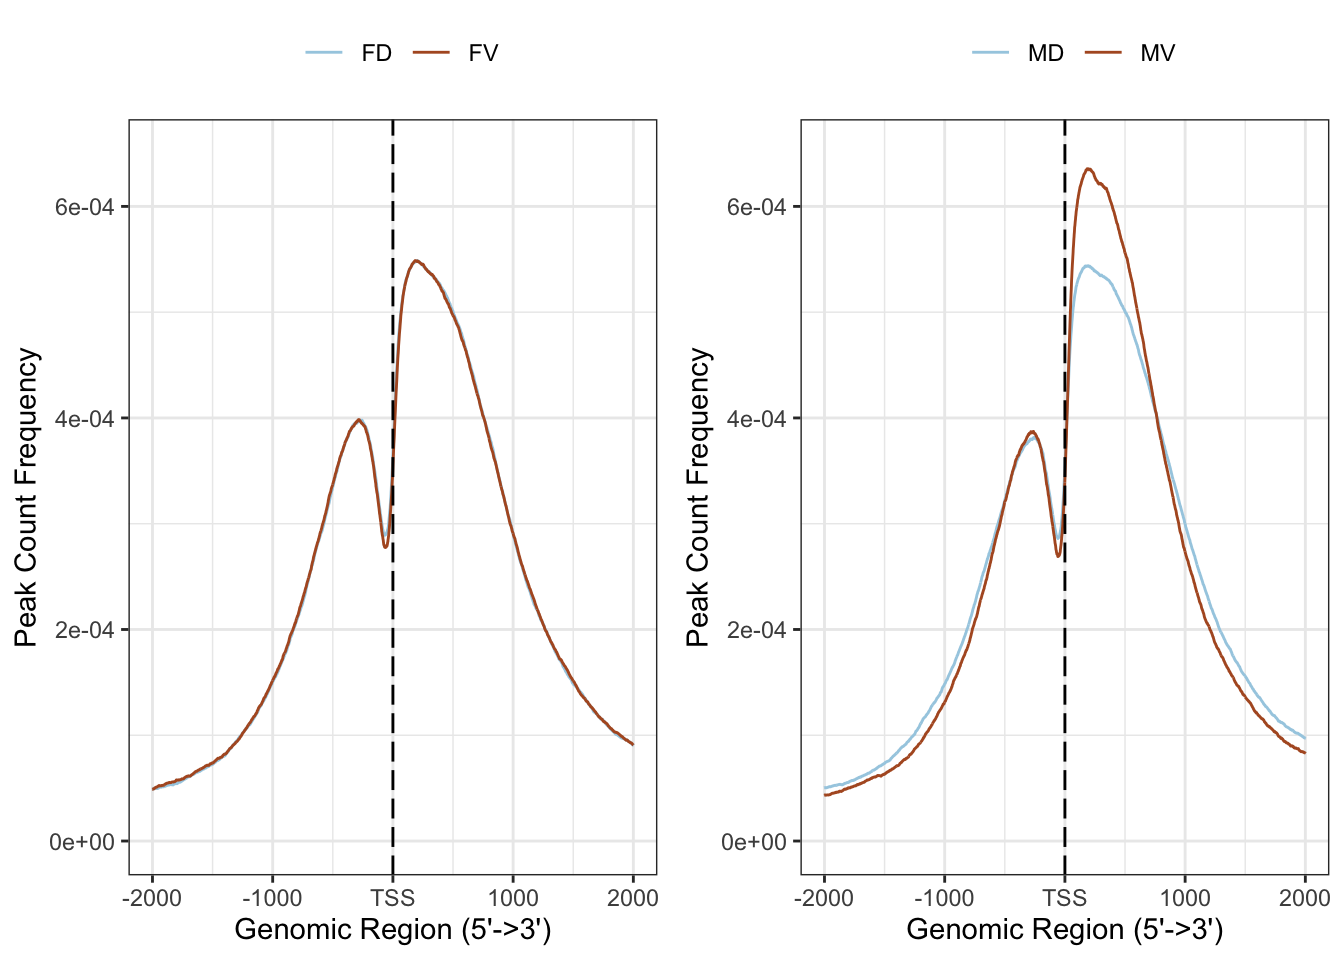 FD FV
Peak Count Frequency
6e-04
4e-04
2e-04
0e+00
-2000 -1000 TSS 1000 2000
Genomic Region (5'->3')
MD MV
Peak Count Frequency
6e-04
4e-04
2e-04
0e+00
-2000 -1000 TSS 1000 2000
Genomic Region (5'->3')